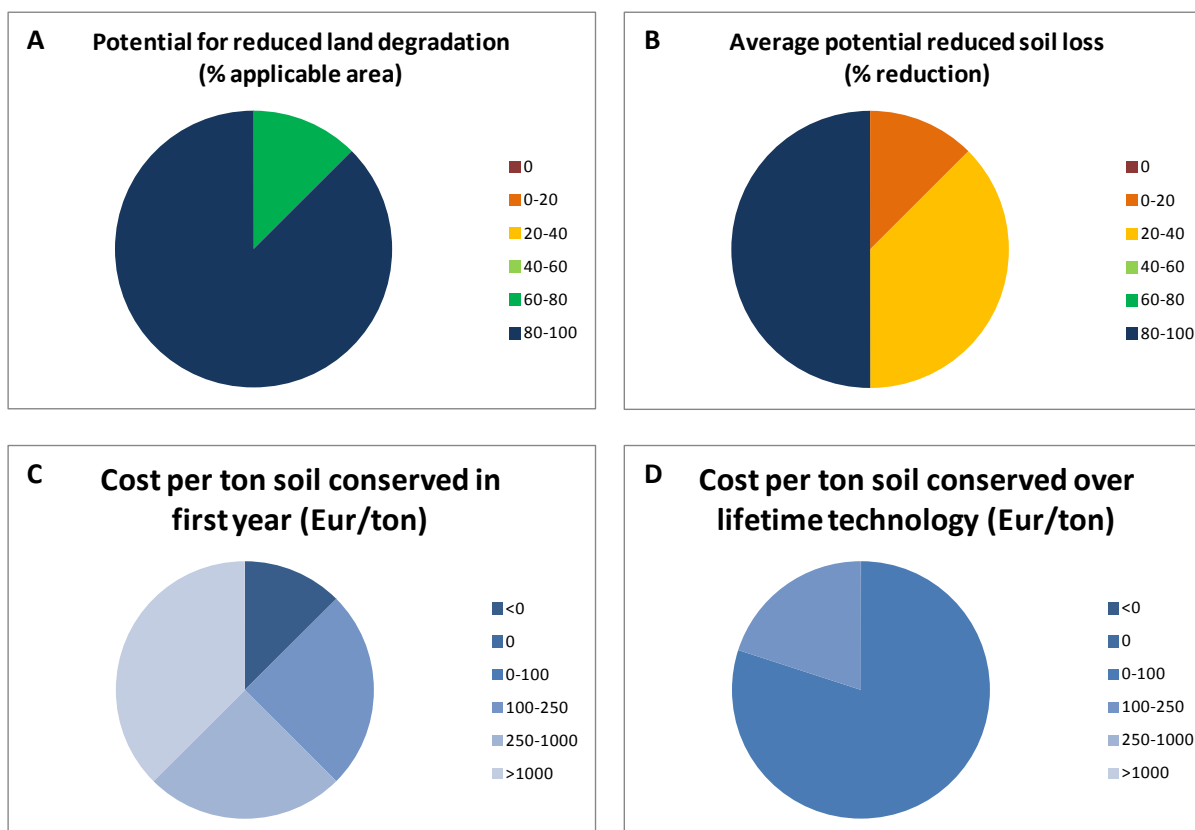 A
Potential for reduced land degradation
(% applicable area)
0
0-20
20-40
40-60
60-80
80-100
B
Average potential reduced soil loss
(% reduction)
0
0-20
20-40
40-60
60-80
80-100
C
Cost per ton soil conserved in
first year (Eur/ton)
<0
0
0-100
100-250
250-1000
>1000
D
Cost per ton soil conserved over
lifetime technology (Eur/ton)
<0
0
0-100
100-250
250-1000
>1000